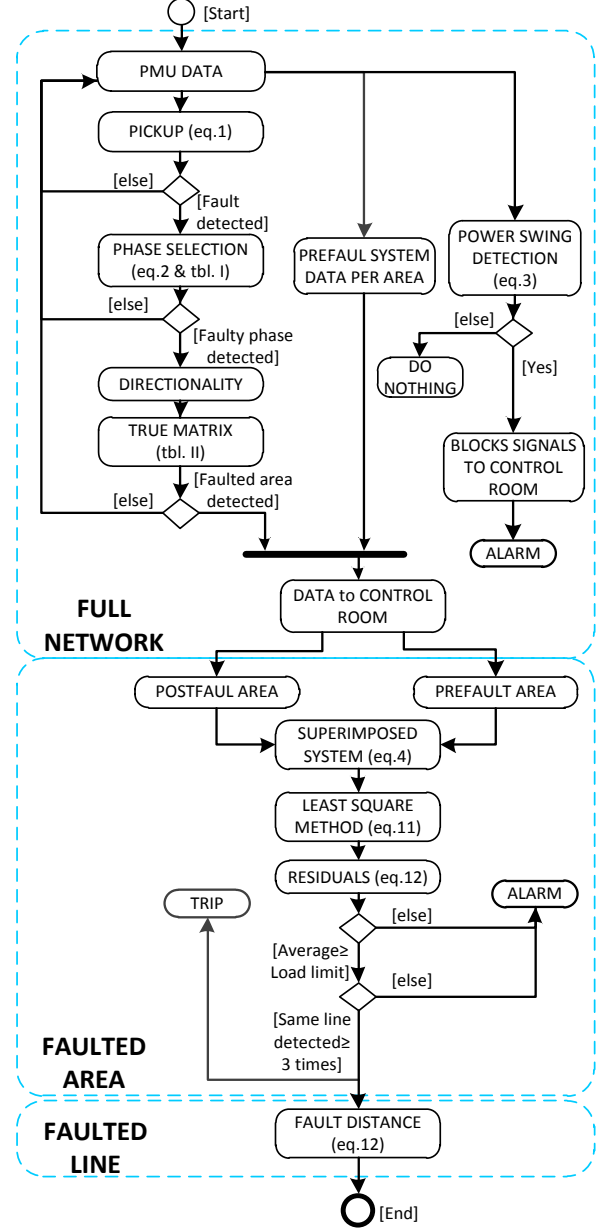 [Start]
PMU DATA
PICKUP (eq.1)
[else]
[Fault
detected]
PHASE SELECTION
(eq.2 & tbl. I)
PREFAUL SYSTEM
DATA PER AREA
POWER SWING
DETECTION
(eq.3)
[else]
[Faulty phase
detected]
[else]
[Yes]
DO
NOTHING
DIRECTIONALITY
TRUE MATRIX
(tbl. II)
BLOCKS SIGNALS
TO CONTROL
ROOM
[else]
[Faulted area
detected]
ALARM
DATA to CONTROL
ROOM
FULL
NETWORK
POSTFAUL AREA
PREFAULT AREA
SUPERIMPOSED
SYSTEM (eq.4)
LEAST SQUARE
METHOD (eq.11)
RESIDUALS (eq.12)
TRIP
ALARM
[else]
[Average≥
Load limit]
[else]
[Same line
detected≥
3 times]
FAULTED
AREA
FAULT DISTANCE
(eq.12)
FAULTED
LINE
[End]